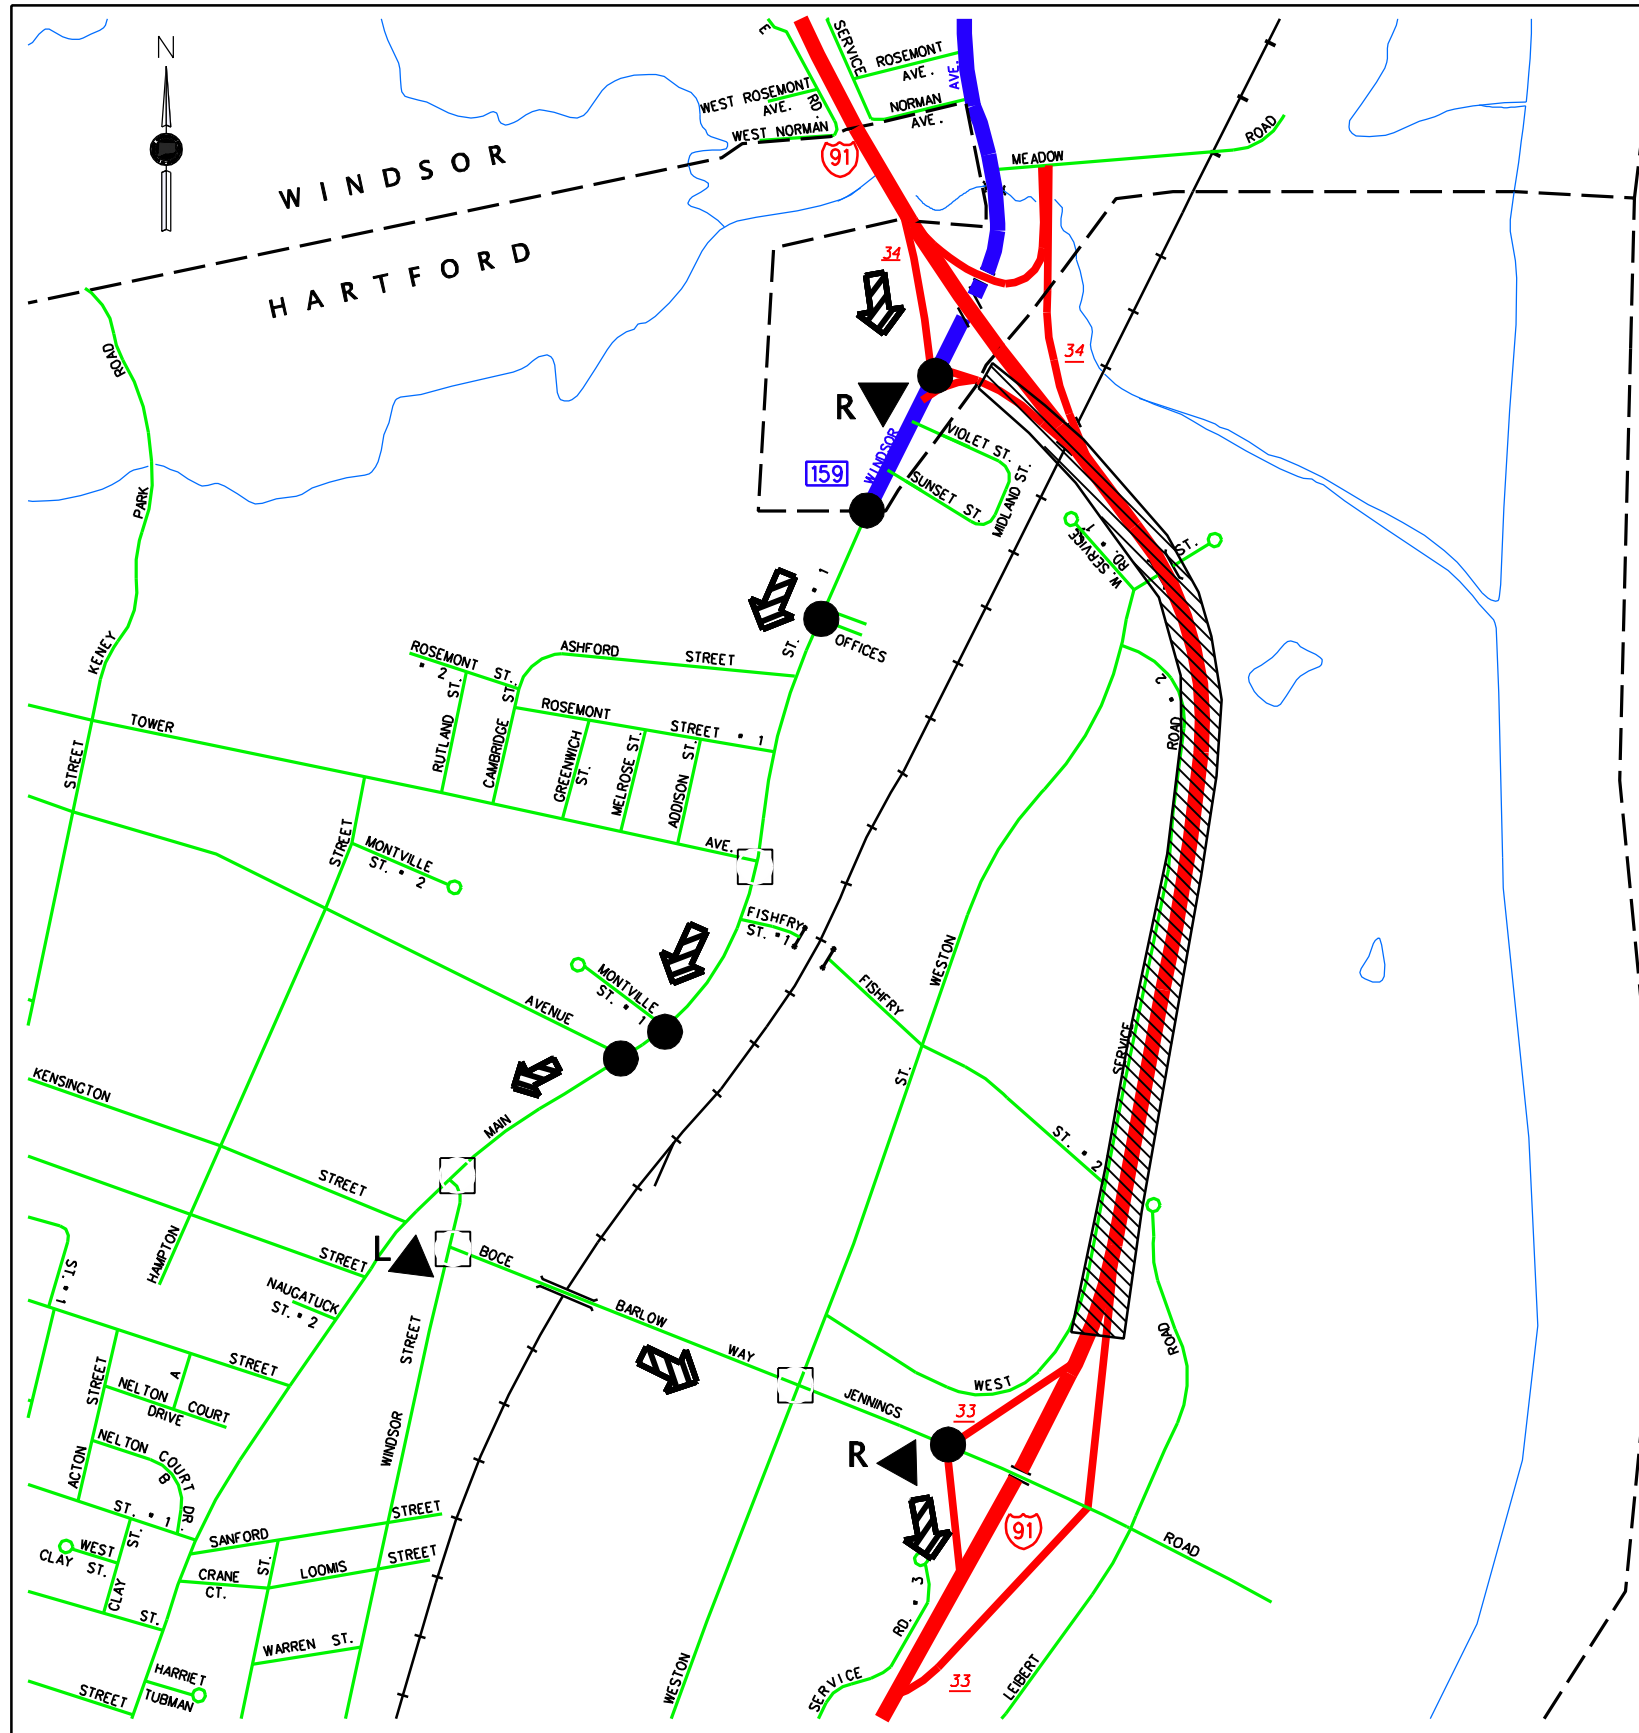 N
E
SERVICE
ROSEMONT
AVE.
AVE.
WEST ROSEMONT
AVE.
RD.
NORMAN
AVE.
WEST NORMAN
91
MEADOW
ROAD
WINDSOR
HARTFORD
34
34
ROAD
R
WINDSOR
159
VIOLET ST.
SUNSET ST.
MIDLAND ST.
PARK
W. SERVICE
RD. • 1
ST.
• 1
ST.
OFFICES
KENEY
ROSEMONT ST.
• 2
ASHFORD STREET
ST.
ST.
RUTLAND
CAMBRIDGE
ROSEMONT STREET • 1
GREENWICH
ST.
MELROSE ST.
ADDISON ST.
TOWER
AVE.
STREET
ROAD • 2
STREET
MONTVILLE
ST. • 2
FISHFRY
ST. • 1
MONTVILLE
ST. • 1
AVENUE
FISHFRY
WESTON
ST.
SERVICE
KENSINGTON
STREET
MAIN
ST. • 2
HAMPTON
STREET
L
BOCE
BARLOW
WAY
ST. • 1
NAUGATUCK
ST. • 2
STREET
STREET
STREET
A
NELTON COURT
DRIVE
WEST
ROAD
JENNINGS
33
R
NELTON COURT
B
DR.
ACTON
WINDSOR
ST. • 1
SANFORD STREET
91
ROAD
WEST
CLAY ST.
ST.
CLAY
CRANE
CT.
ST.
LOOMIS STREET
ST.
WARREN ST.
RD. • 3
SERVICE
HARRIET
TUBMAN
STREET
WESTON
33
LEIBERT